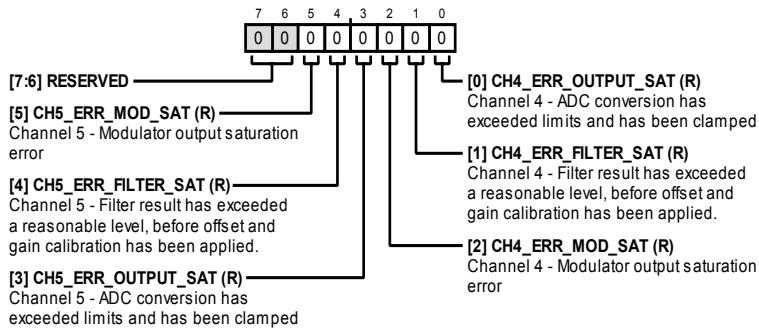 7 6 5 4 3 2 1 0
0 0 0 0 0 0 0 0
[7:6] RESERVED
[5] CH5_ERR_MOD_SAT (R)
Channel 5 - Modulator output saturation
error
[4] CH5_ERR_FILTER_SAT (R)
Channel 5 - Filter result has exceeded
a reasonable level, before offset and
gain calibration has been applied.
[3] CH5_ERR_OUTPUT_SAT (R)
Channel 5 - ADC conversion has
exceeded limits and has been clamped
[0] CH4_ERR_OUTPUT_SAT (R)
Channel 4 - ADC conversion has
exceeded limits and has been clamped
[1] CH4_ERR_FILTER_SAT (R)
Channel 4 - Filter result has exceeded
a reasonable level, before offset and
gain calibration has been applied.
[2] CH4_ERR_MOD_SAT (R)
Channel 4 - Modulator output saturation
error